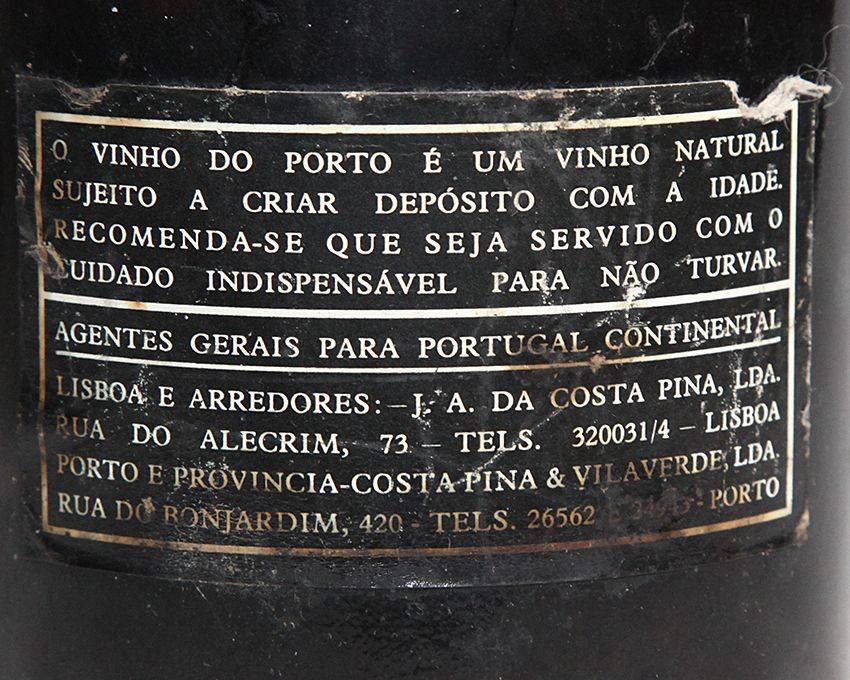 O VINHO DO PORTO É UM VINHO NATURAL
SUJEITO A CRIAR DEPÓSITO COM A IDADE.
RECOMENDA-SE QUE SEJA SERVIDO COM O
CUIDADO INDISPENSÁVEL PARA NÃO TURVAR.
AGENTES GERAIS PARA PORTUGAL CONTINENTAL
LISBOA E ARREDORES:–J. A. DA COSTA PINA, LDA.
RUA DO ALECRIM, 73 – TELS. 320031/4 – LISBOA
PORTO E PROVINCIA-COSTA PINA & VILAVERDE, LDA.
RUA DO BONJARDIM, 420 - TELS. 26562 E - PORTO